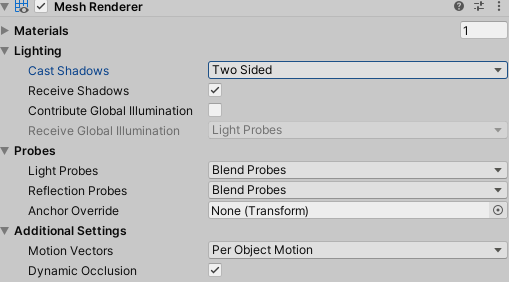 Mesh Renderer
Materials 1
Lighting
Cast Shadows Two Sided
Receive Shadows
Contribute Global Illumination
Receive Global Illumination Light Probes
Probes
Light Probes Blend Probes
Reflection Probes Blend Probes
Anchor Override None (Transform)
Additional Settings
Motion Vectors Per Object Motion
Dynamic Occlusion